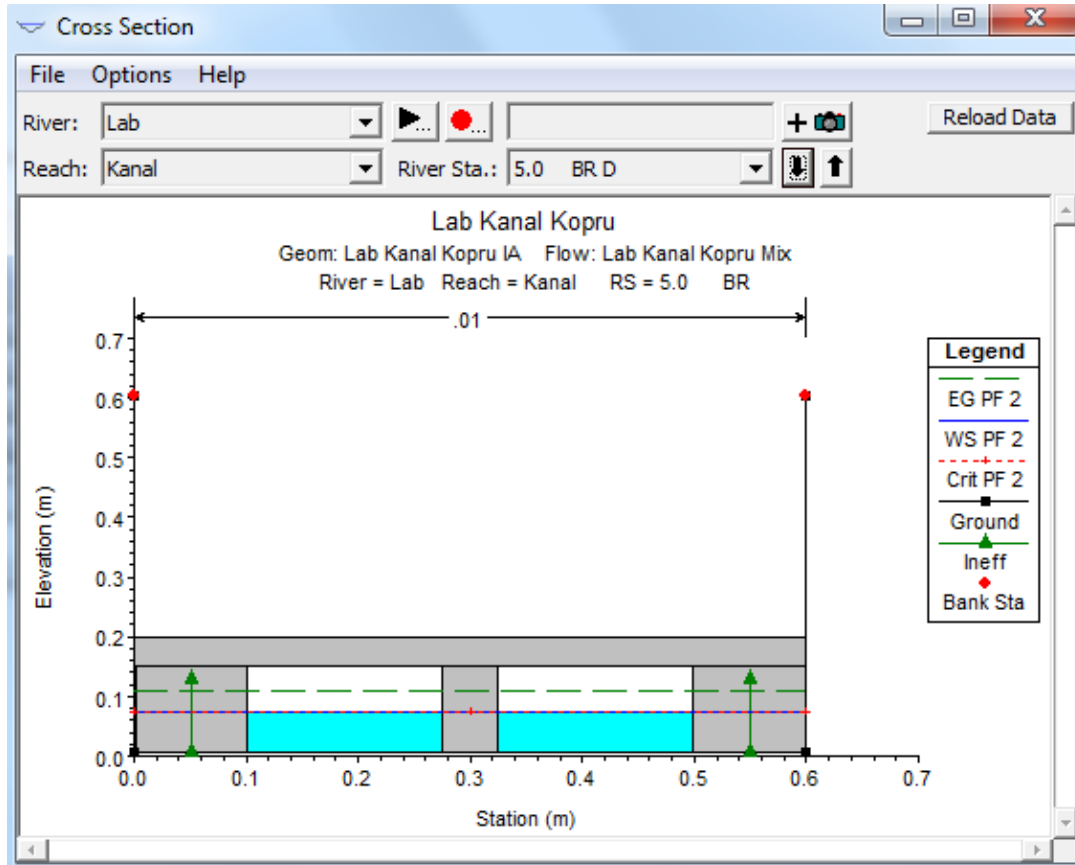 Cross Section
File Options Help
River: Lab
Reload Data
Reach: Kanal River Sta.: 5.0 BR D
Lab Kanal Kopru
Geom: Lab Kanal Kopru IA Flow: Lab Kanal Kopru Mix
River = Lab Reach = Kanal RS = 5.0 BR
.01
0.7
0.6
0.5
0.4
0.3
0.2
0.1
0.0
Elevation (m)
0.0 0.1 0.2 0.3 0.4 0.5 0.6 0.7
Station (m)
Legend
EG PF 2
WS PF 2
Crit PF 2
Ground
Ineff
Bank Sta